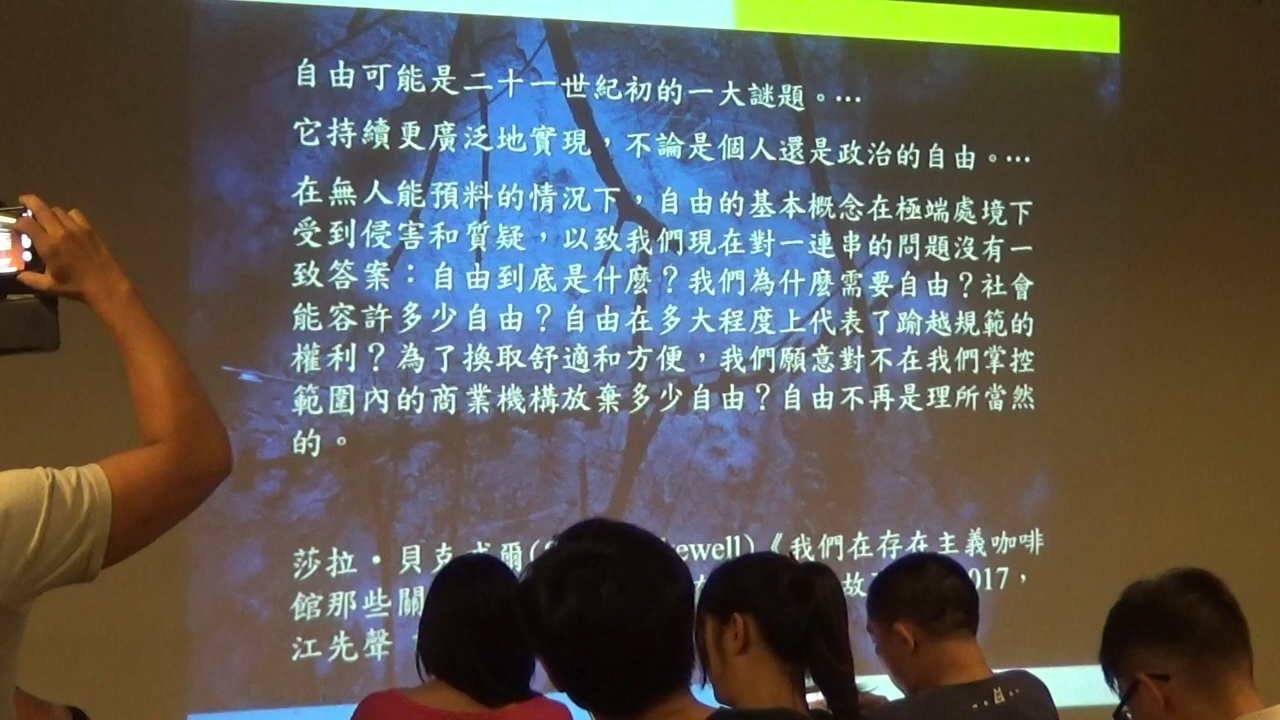 自由可能是二十一世紀初的一大謎題。…
它持續更廣泛地實現，不論是個人還是政治的自由。…
在無人能預料的情況下，自由的基本概念在極端處境下
受到侵害和質疑，以致我們現在對一連串的問題沒有一
致答案：自由到底是什麼？我們為什麼需要自由？社會
能容許多少自由？自由在多大程度上代表了踰越規範的
權利？為了換取舒適和方便，我們願意對不在我們掌控
範圍內的商業機構放棄多少自由？自由不再是理所當然
的。
莎拉·貝克 爾( ewell)《我們在存在主義咖啡
館那些關 故 017，
江先聲